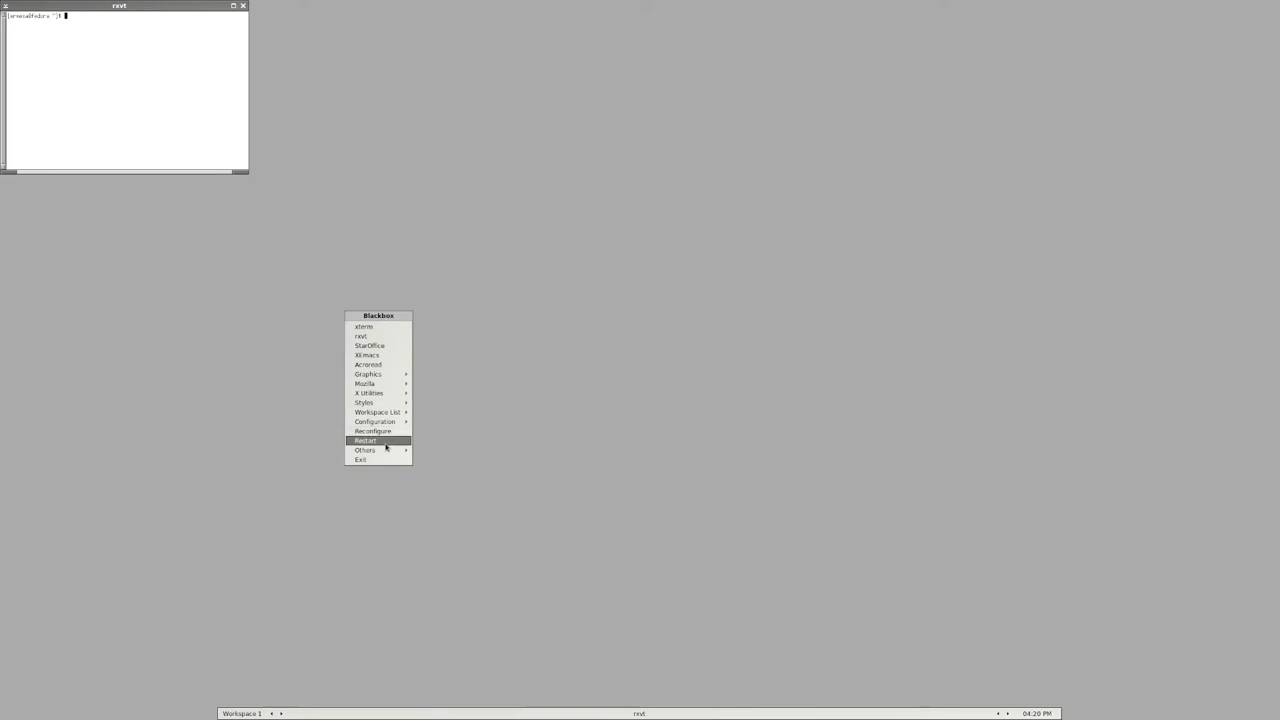 rxvt
Blackbox
xterm
rxvt
StarOffice
XEmacs
Acroread
Graphics
Mozilla
X Utilities
Styles
Workspace List
Configuration
Reconfigure
Restart
Others
Exit
Workspace 1
rxvt
04:20 PM